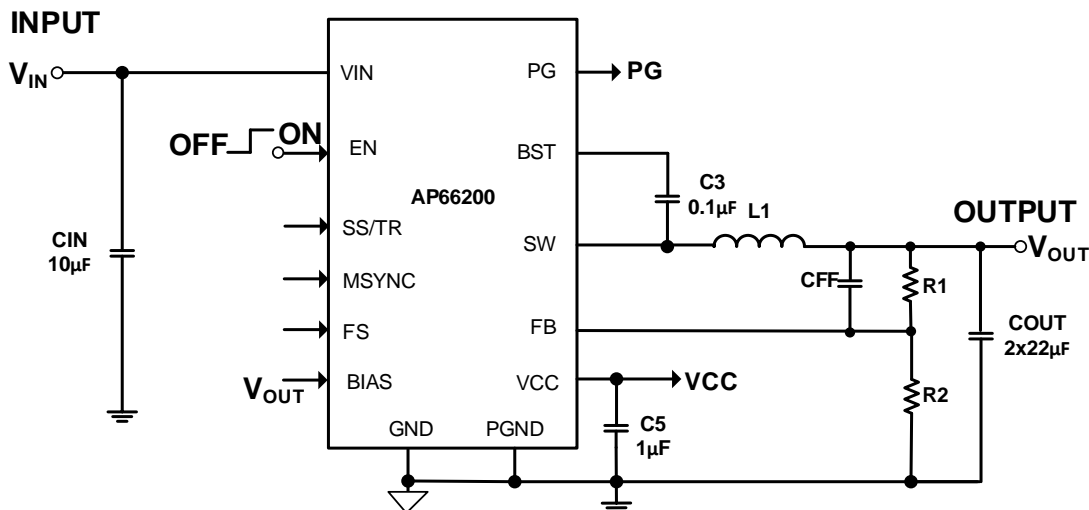 INPUT
VIN
OFF ON
CIN
10µF
VOUT
VIN
EN
SS/TR
MSYNC
FS
BIAS
GND
PGND
AP66200
PG
BST
SW
FB
VCC
PG
C3
0.1µF
L1
CFF
R1
R2
OUTPUT
VOUT
COUT
2x22µF
VCC
C5
1µF